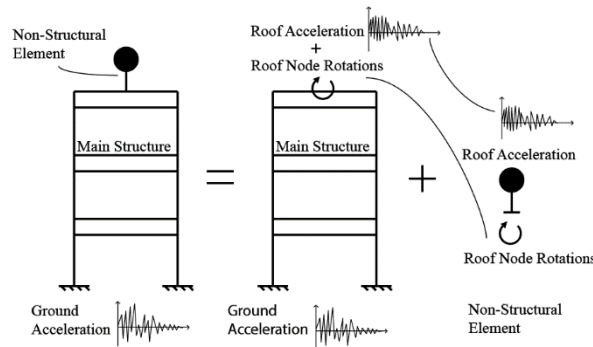 Non-Structural
Element
Main Structure
Ground
Acceleration
=
Roof Acceleration
+
Roof Node Rotations
Main Structure
Ground
Acceleration
+
Roof Acceleration
Roof Node Rotations
Non-Structural
Element